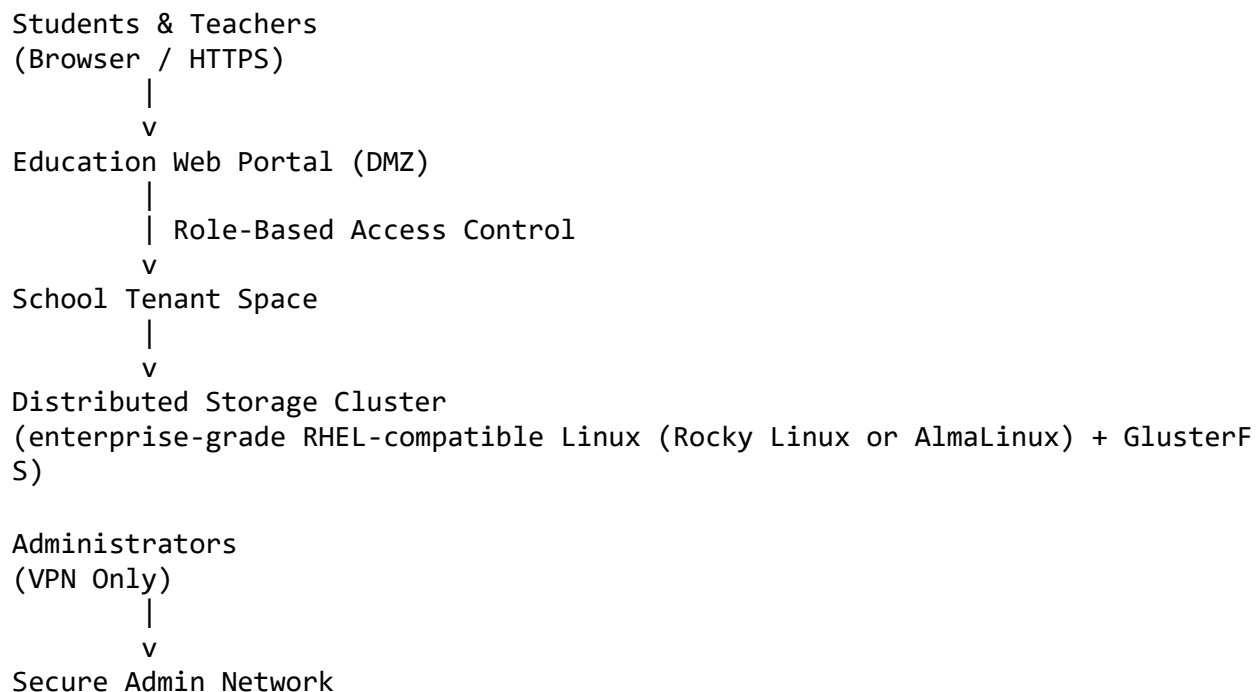 Students & Teachers
(Browser / HTTPS)
|
v
Education Web Portal (DMZ)
|
| Role-Based Access Control
v
School Tenant Space
|
v
Distributed Storage Cluster
(enterprise-grade RHEL-compatible Linux (Rocky Linux or AlmaLinux) + GlusterF
S)
Administrators
(VPN Only)
|
v
Secure Admin Network